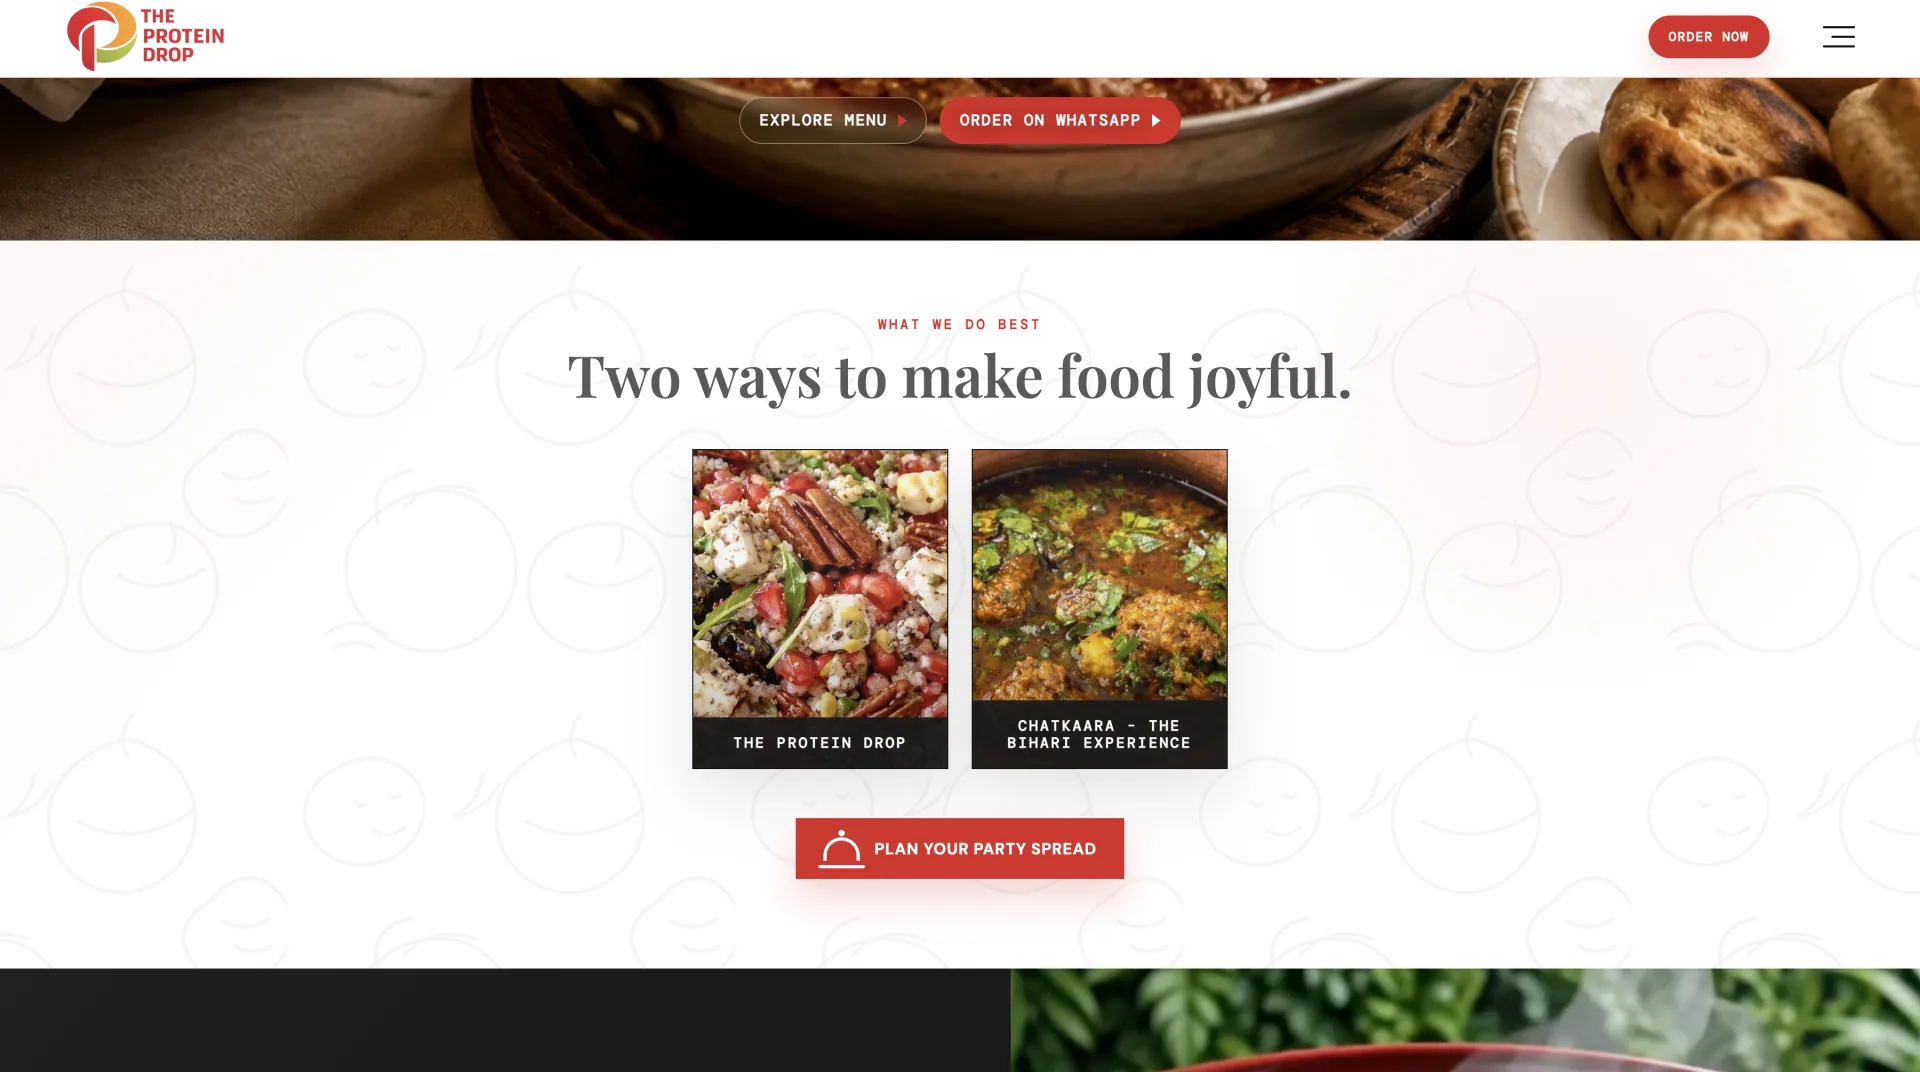 THE
PROTEIN
DROP
ORDER NOW
EXPLORE MENU
ORDER ON WHATSAPP
WHAT WE DO BEST
Two ways to make food joyful.
THE PROTEIN DROP
CHATKAARA - THE
BIHARI EXPERIENCE
PLAN YOUR PARTY SPREAD